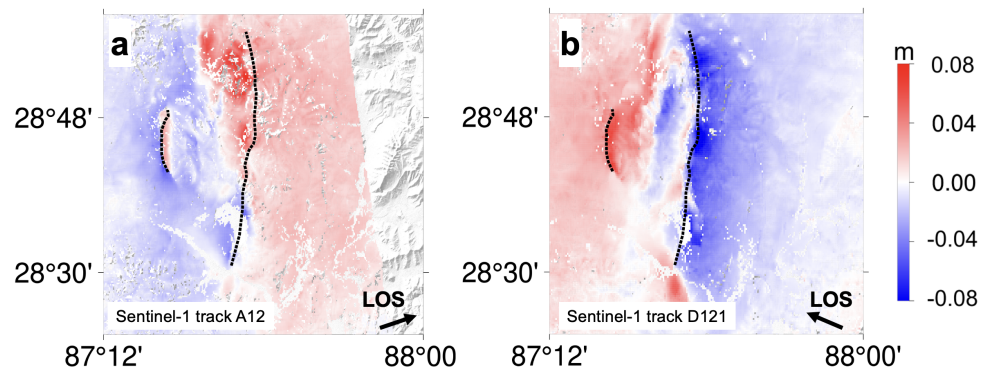 a
b
m
0.08
0.04
0.00
-0.04
-0.08
28°48'
28°30'
28°48'
28°30'
LOS
LOS
Sentinel-1 track A12
Sentinel-1 track D121
87°12'
88°00'
87°12'
88°00'